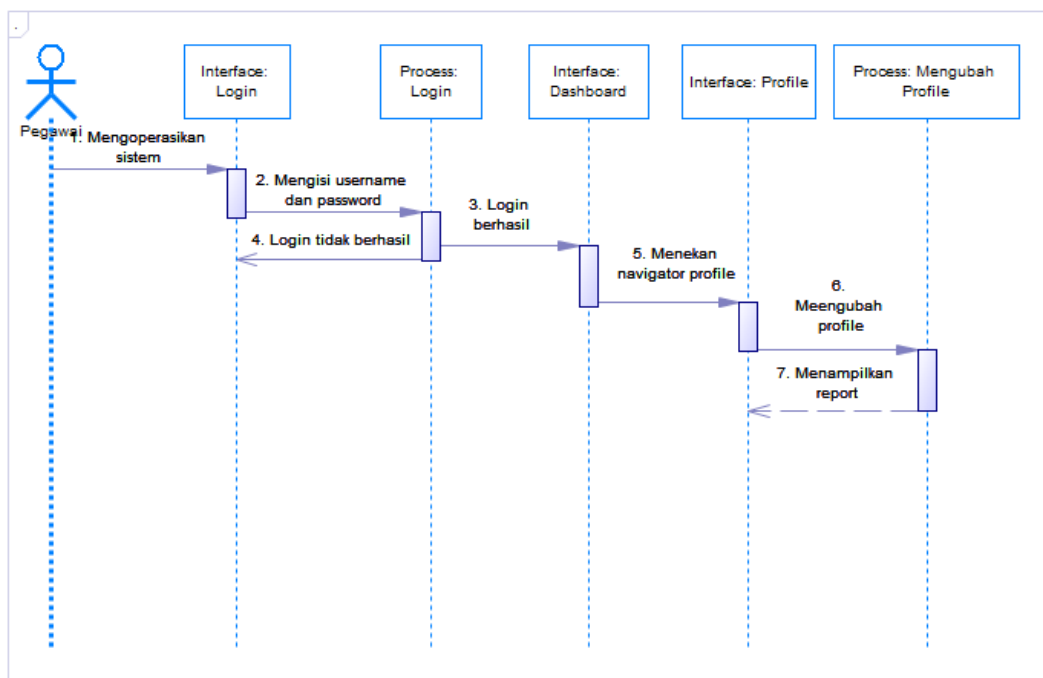 .
Interface:
Login
Process:
Login
Interface:
Dashboard
Interface: Profile
Process: Mengubah
Profile
Pegawai
1. Mengoperasikan
sistem
2. Mengisi username
dan password
3. Login
berhasil
4. Login tidak berhasil
5. Menekan
navigator profile
6.
Meengubah
profile
7. Menampilkan
report